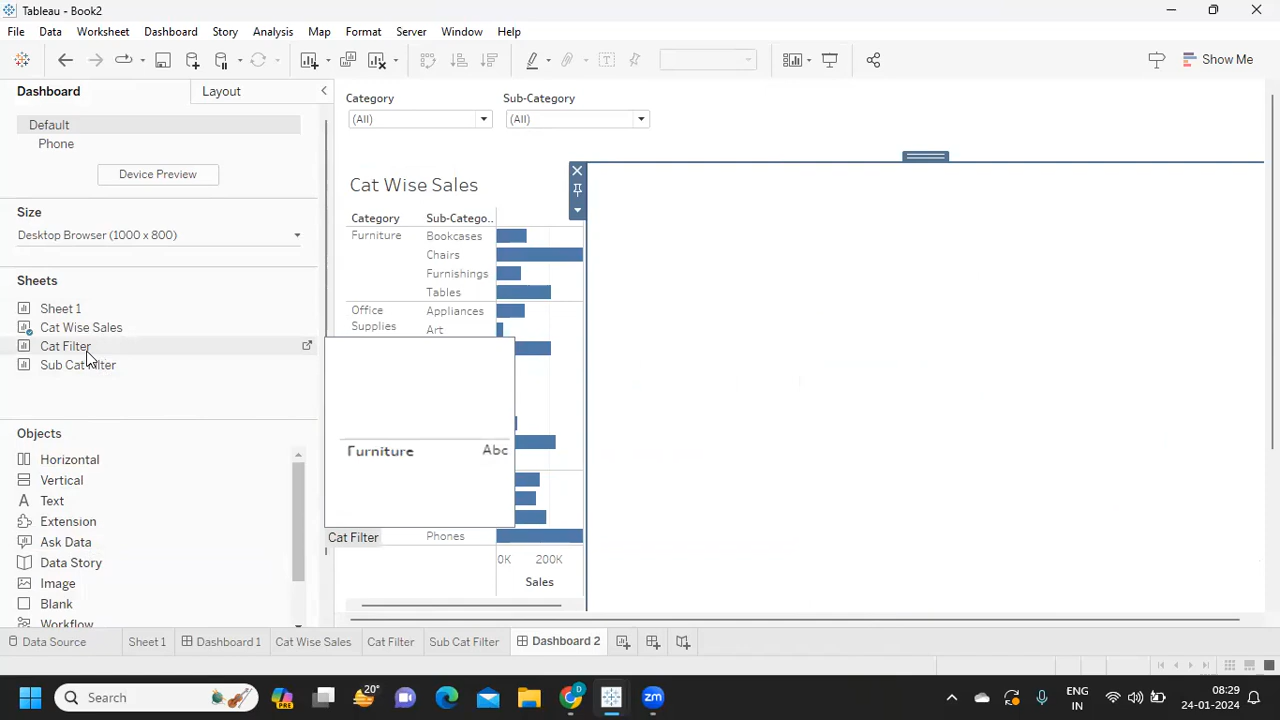 Tableau - Book2
File Data Worksheet Dashboard Story Analysis Map Format Server Window Help
Show Me
Dashboard Layout
Default
Phone
Device Preview
Size
Desktop Browser (1000 x 800)
Sheets
Sheet 1
Cat Wise Sales
Cat Filter
Sub Cat Filter
Objects
Horizontal
Vertical
Text
Extension
Ask Data
Data Story
Image
Blank
Workflow
Category Sub-Category
(All) (All)
Cat Wise Sales
Category Sub-Catego..
Furniture Bookcases
Chairs
Furnishings
Tables
Office Appliances
Supplies Art
Furniture Abc
Cat Filter Phones
0K 200K
Sales
Data Source Sheet 1 Dashboard 1 Cat Wise Sales Cat Filter Sub Cat Filter Dashboard 2
Search PRE 20° D zm ENG 08:29
IN 24-01-2024